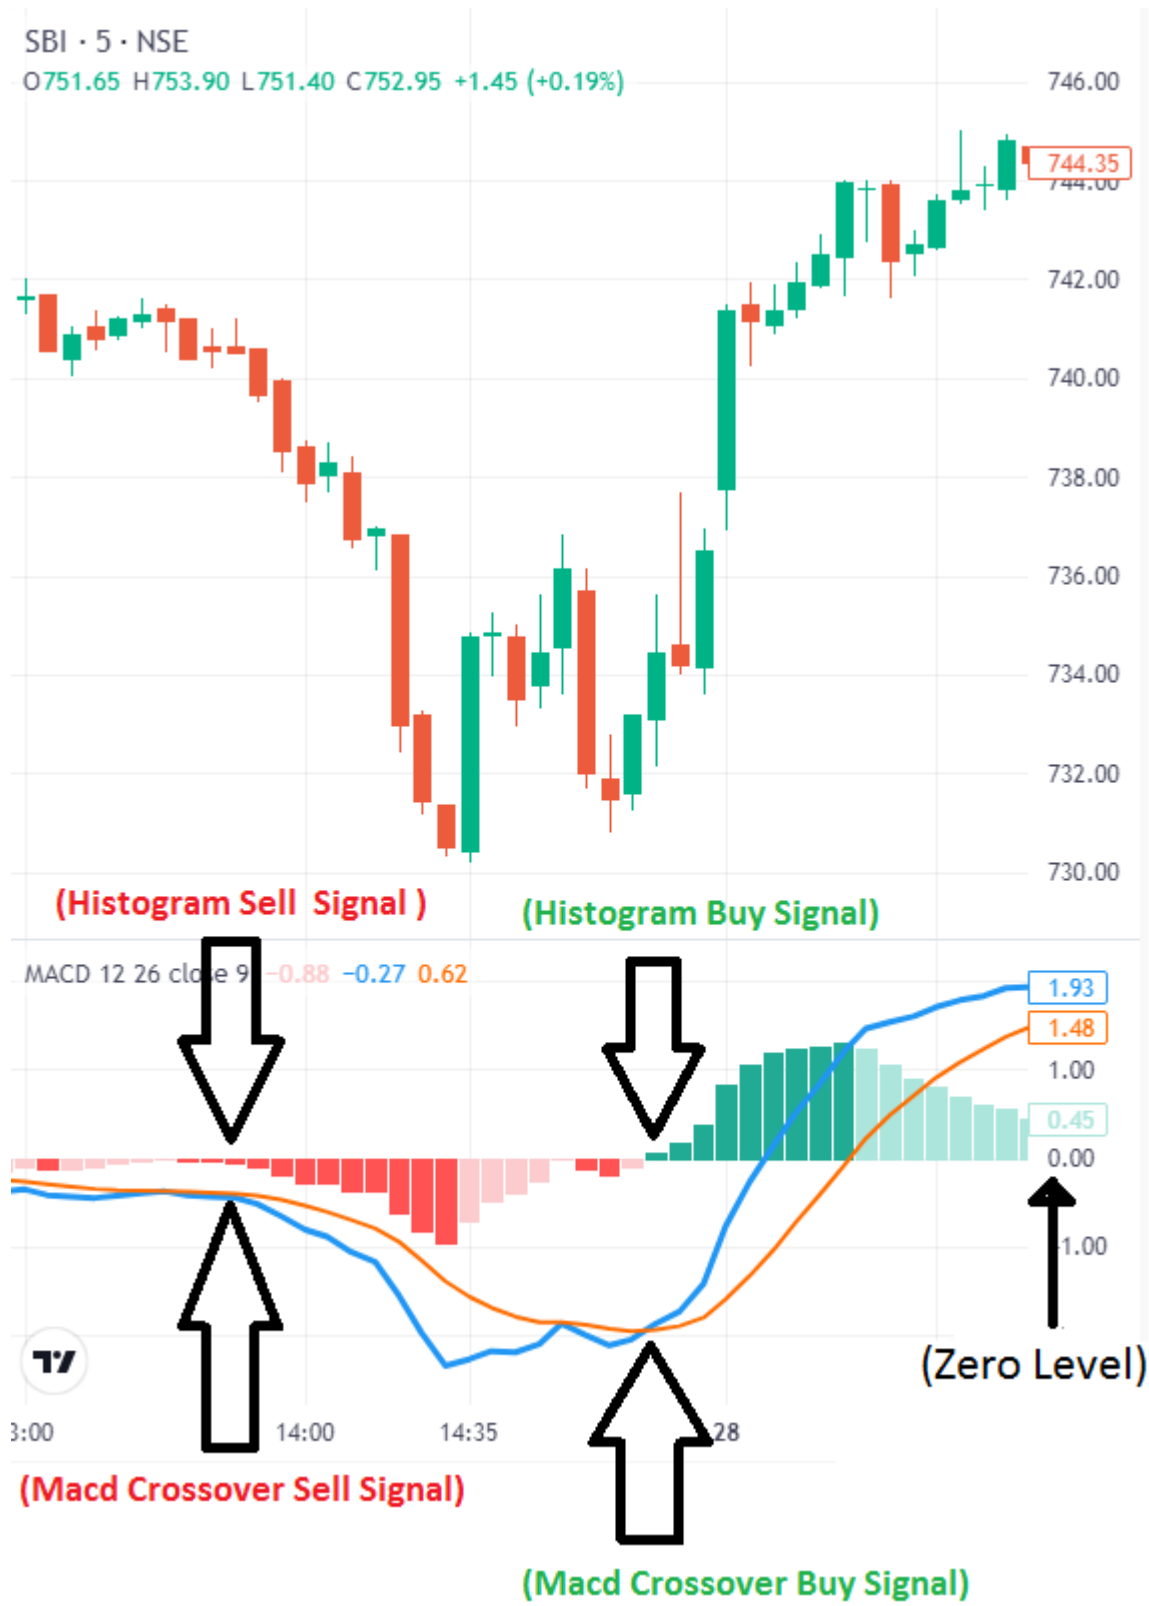 SBI · 5 · NSE
O751.65 H753.90 L751.40 C752.95 +1.45 (+0.19%)
746.00
744.35
744.00
742.00
740.00
738.00
736.00
734.00
732.00
730.00
(Histogram Sell Signal )
(Histogram Buy Signal)
MACD 12 26 close 9 −0.88 −0.27 0.62
1.93
1.48
1.00
0.45
0.00
1.00
(Zero Level)
3:00 14:00 14:35 28
(Macd Crossover Sell Signal)
(Macd Crossover Buy Signal)